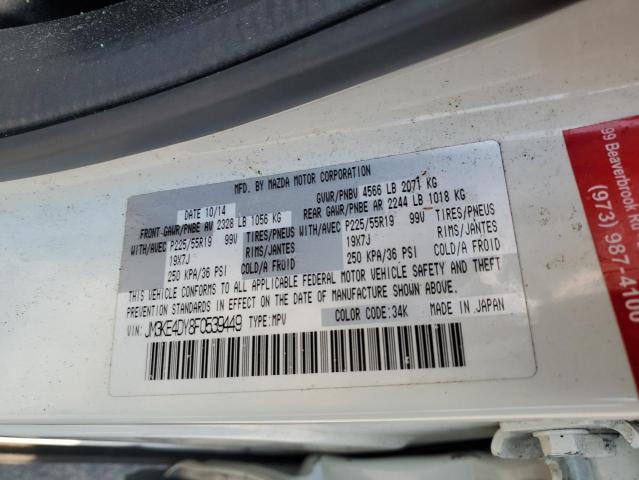 MFD. BY MAZDA MOTOR CORPORATION
DATE 10/14 GVWR/PNBV 4566 LB 2071 KG
FRONT GAWR/PNBE AV 2328 LB 1056 KG REAR GAWR/PNBE AR 2244 LB 1018 KG
WITH/AVEC P225/55R19 99V TIRES/PNEUS WITH/AVEC P225/55R19 99V TIRES/PNEUS
19X7J RIMS/JANTES 19X7J RIMS/JANTES
250 KPA/36 PSI COLD/A FROID 250 KPA/36 PSI COLD/A FROID
THIS VEHICLE CONFORMS TO ALL APPLICABLE FEDERAL MOTOR VEHICLE SAFETY AND THEFT
PREVENTION STANDARDS IN EFFECT ON THE DATE OF MANUFACTURE SHOWN ABOVE.
VIN: JM3KE4DY8F0539449 TYPE:MPV COLOR CODE:34K MADE IN JAPAN
99 Beaverbrook
(973) 987-4100